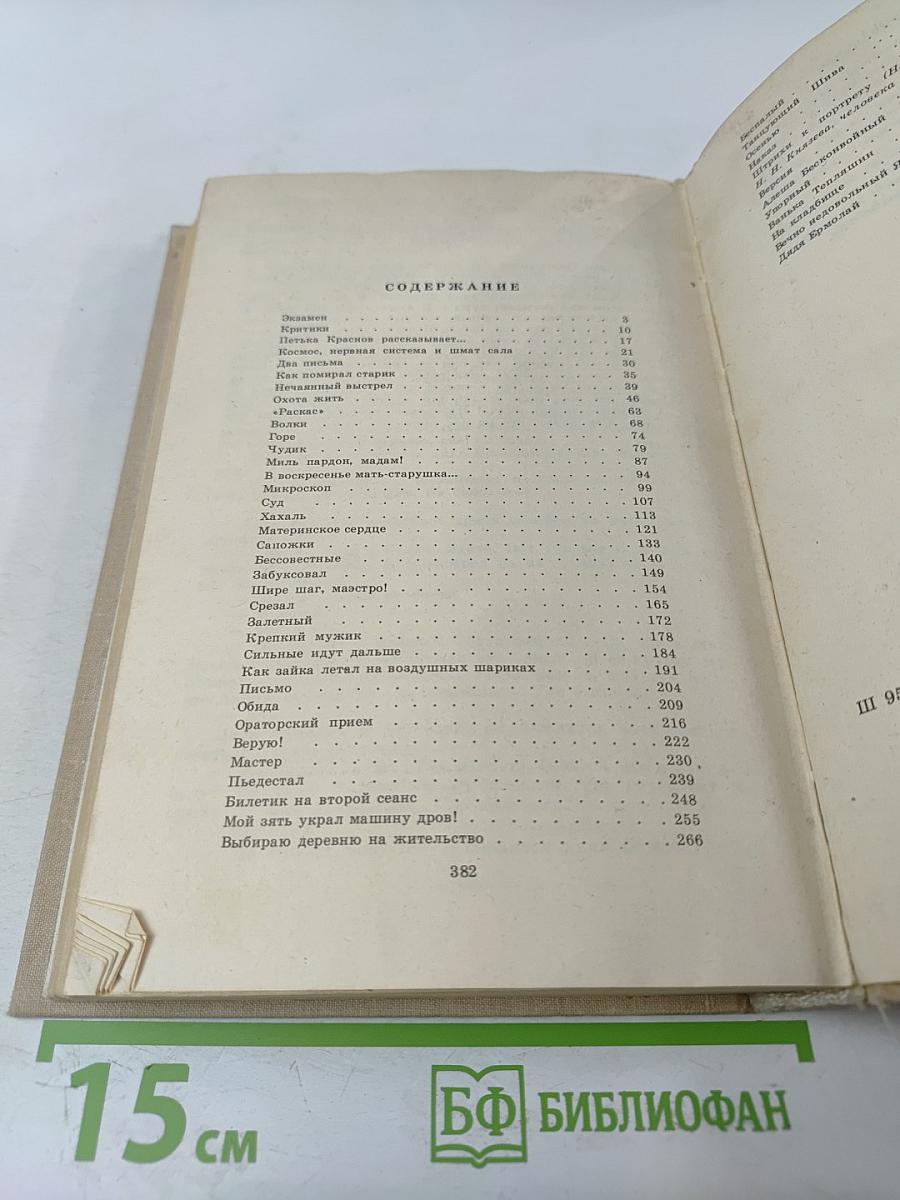 СОДЕРЖАНИЕ
Экзамен . . . . . . . . . . . . . . . . . 3
Критики . . . . . . . . . . . . . . . . . 10
Петька Краснов рассказывает... . . . . . . . . 17
Космос, нервная система и шмат сала . . . . . . 21
Два письма . . . . . . . . . . . . . . . . 30
Как помирал старик . . . . . . . . . . . . . 35
Нечаянный выстрел . . . . . . . . . . . . . 39
Охота жить . . . . . . . . . . . . . . . . 46
«Раскас» . . . . . . . . . . . . . . . . . 63
Волки . . . . . . . . . . . . . . . . . . 68
Горе . . . . . . . . . . . . . . . . . . 74
Чудик . . . . . . . . . . . . . . . . . . 79
Миль пардон, мадам! . . . . . . . . . . . . 87
В воскресенье мать-старушка... . . . . . . . . . 94
Микроскоп . . . . . . . . . . . . . . . . 99
Суд . . . . . . . . . . . . . . . . . . 107
Хахаль . . . . . . . . . . . . . . . . . 113
Материнское сердце . . . . . . . . . . . . . 121
Сапожки . . . . . . . . . . . . . . . . . 133
Бессовестные . . . . . . . . . . . . . . . 140
Забуксовал . . . . . . . . . . . . . . . . 149
Шире шаг, маэстро! . . . . . . . . . . . . . 154
Срезал . . . . . . . . . . . . . . . . . 165
Залетный . . . . . . . . . . . . . . . . . 172
Крепкий мужик . . . . . . . . . . . . . . . 178
Сильные идут дальше . . . . . . . . . . . . . 184
Как зайка летал на воздушных шариках . . . . . . 191
Письмо . . . . . . . . . . . . . . . . . 204
Обида . . . . . . . . . . . . . . . . . . 209
Ораторский прием . . . . . . . . . . . . . . 216
Верую! . . . . . . . . . . . . . . . . . 222
Мастер . . . . . . . . . . . . . . . . . 230
Пьедестал . . . . . . . . . . . . . . . . 239
Билетик на второй сеанс . . . . . . . . . . . 248
Мой зять украл машину дров! . . . . . . . . . . 255
Выбираю деревню на жительство . . . . . . . . . 266
382
Беспалый . . . .
Танцующий Шива . .
Осенью . . . .
Наказ . . . .
Штрихи к портрету (Н
Н. Н. Князева, человека
Версия . . . .
Алеша Бесконвойный
Упорный . . . .
Ванька Тепляшин . .
На кладбище . . .
Вечно недовольный Я
Дядя Ермолай . . .
Ш 95
15 см
БФ БИБЛИОФАН